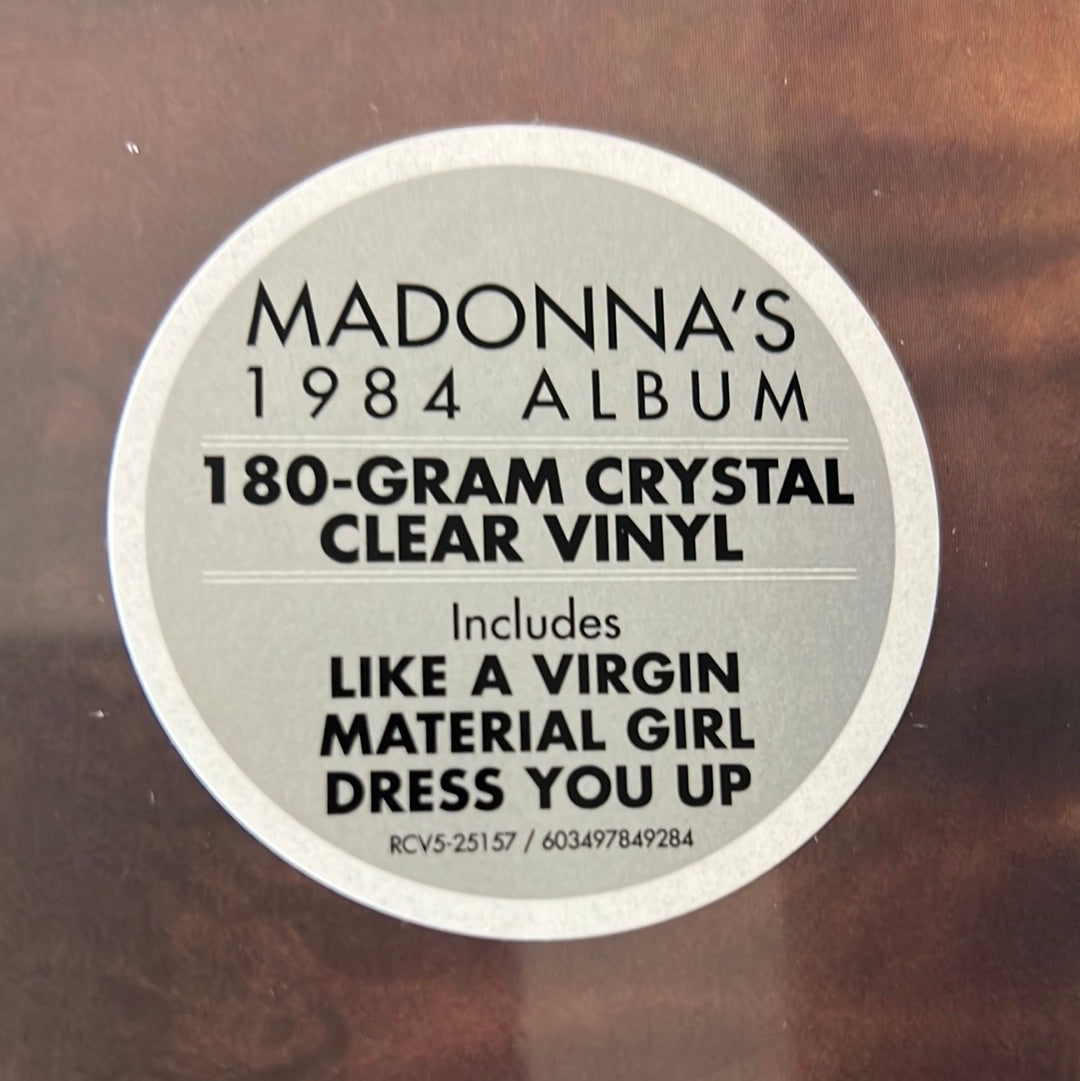 MADONNA'S
1984 ALBUM
180-GRAM CRYSTAL
CLEAR VINYL
Includes
LIKE A VIRGIN
MATERIAL GIRL
DRESS YOU UP
RCV5-25157 / 603497849284